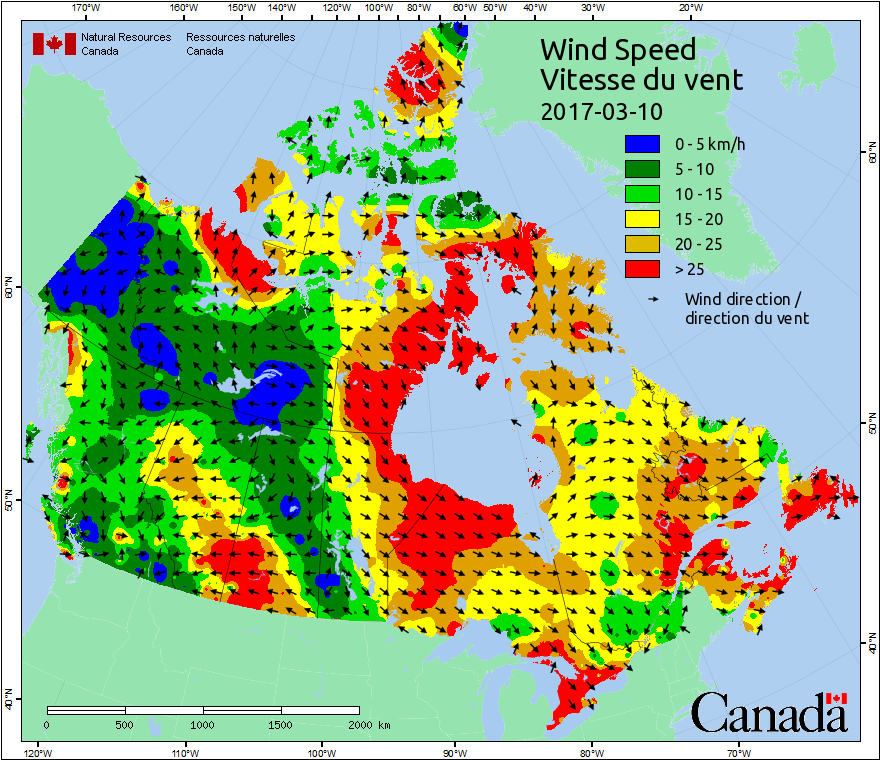 170°W 160°W 150°W 140°W 120°W 100°W 80°W 60°W 50°W 40°W 30°W 20°W
Natural Resources Ressources naturelles
Canada Canada
Wind Speed
Vitesse du vent
2017-03-10
0 - 5 km/h
5 - 10
10 - 15
15 - 20
20 - 25
> 25
Wind direction /
direction du vent
60°N 60°N
50°N 50°N
40°N 40°N
0 500 1000 1500 2000 km
Canada
120°W 110°W 100°W 90°W 80°W 70°W